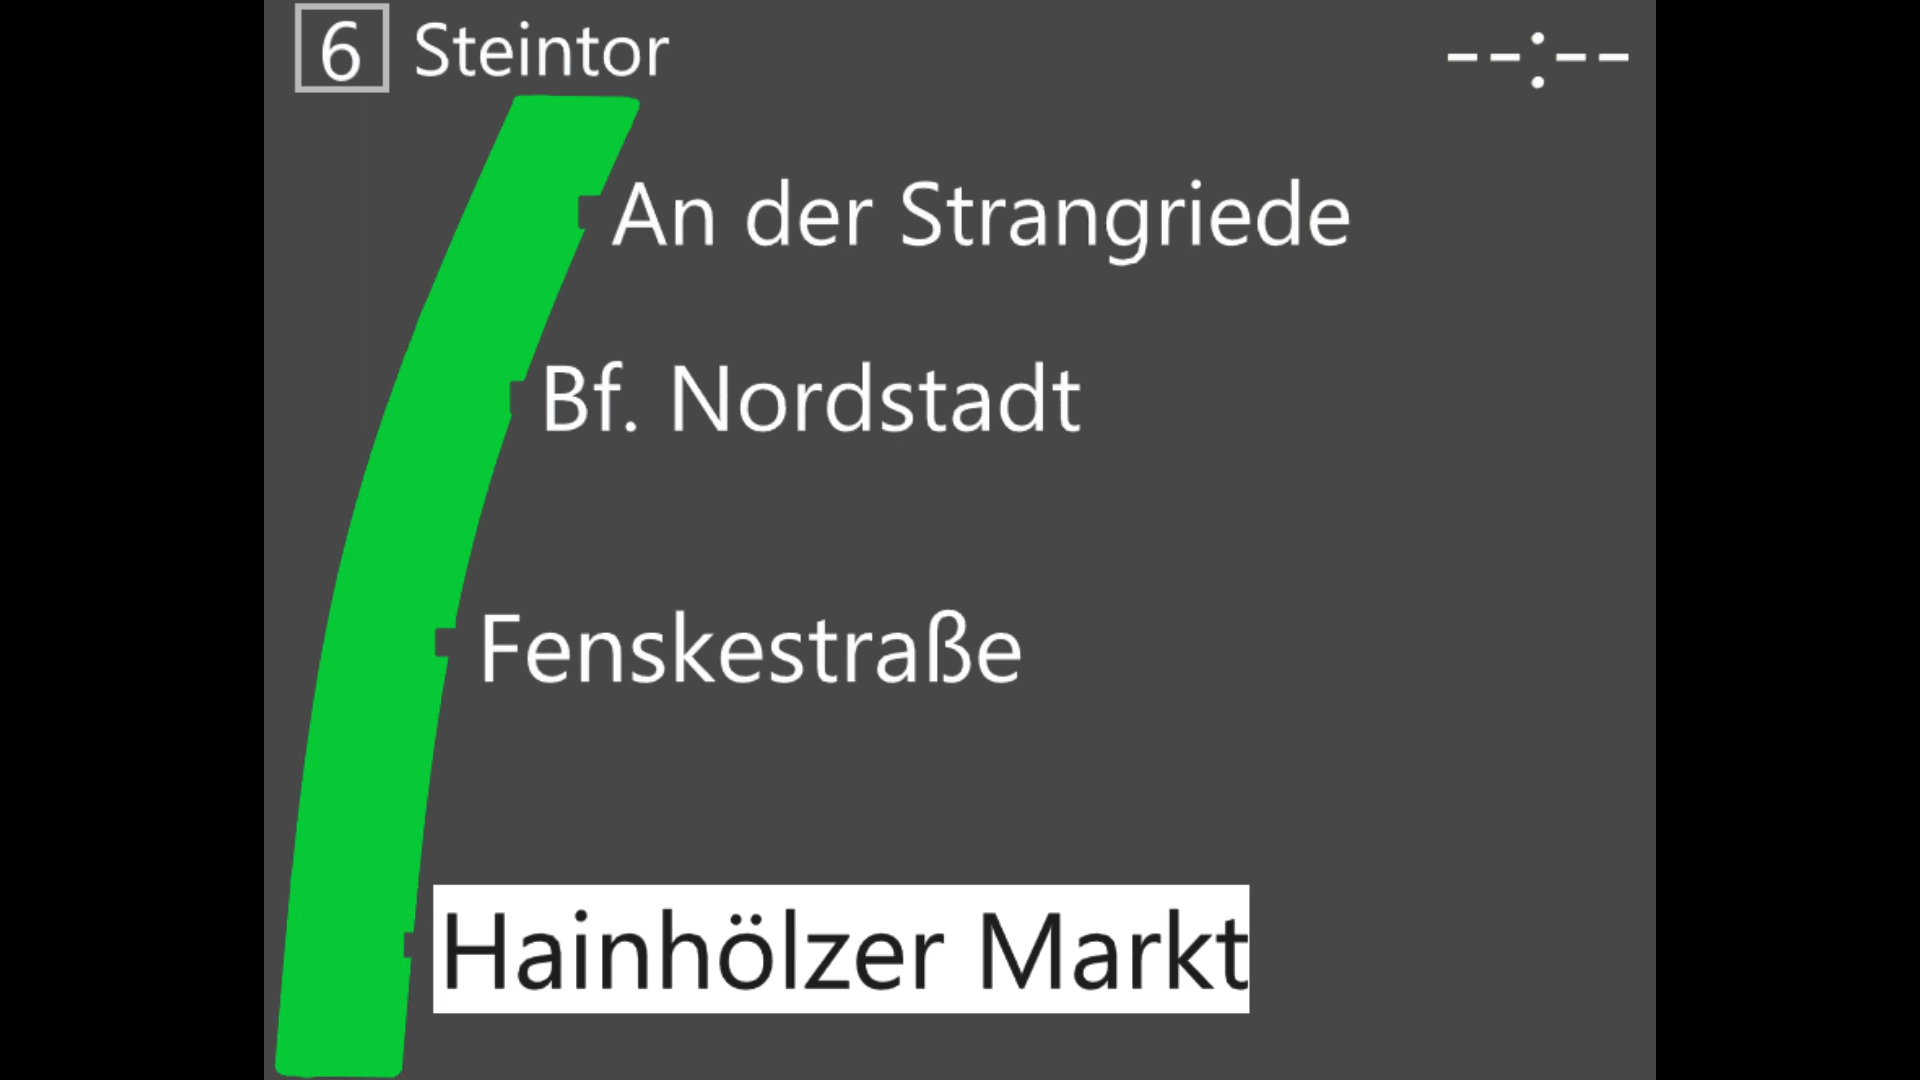 6 Steintor --:--
An der Strangriede
Bf. Nordstadt
Fenskestraße
Hainhölzer Markt